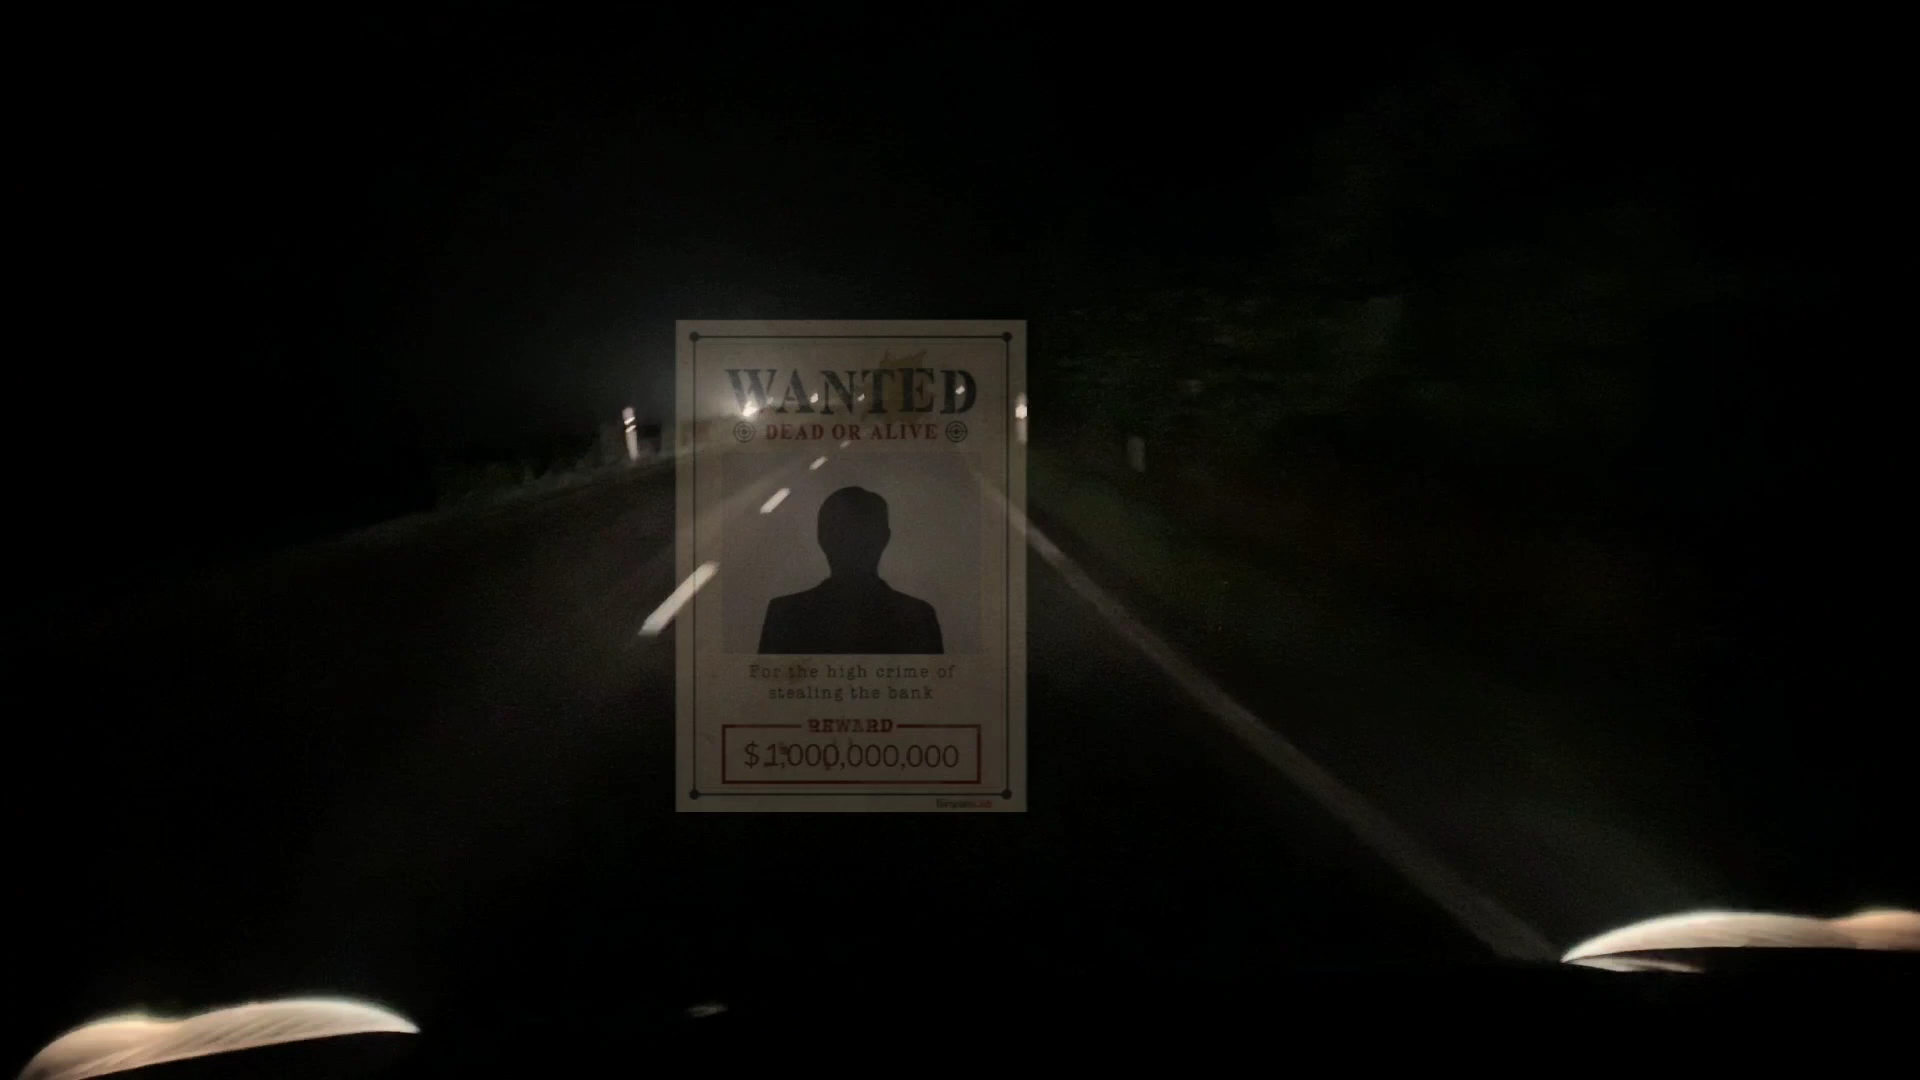 WANTED
DEAD OR ALIVE
For the high crime of
stealing the bank
REWARD
$1,000,000,000